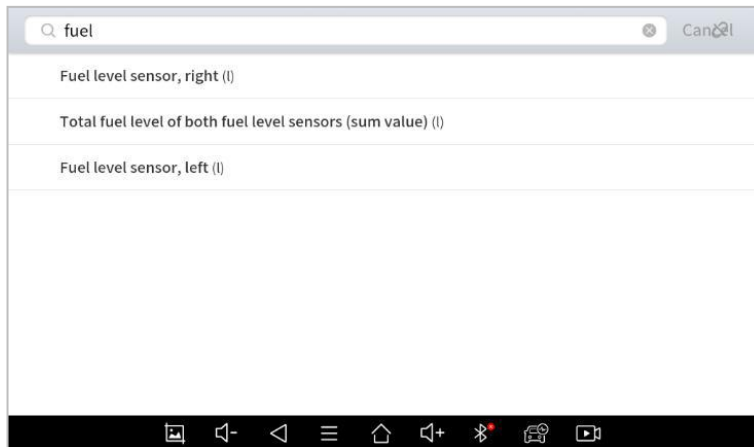 fuel
Cancel
Fuel level sensor, right (l)
Total fuel level of both fuel level sensors (sum value) (l)
Fuel level sensor, left (l)